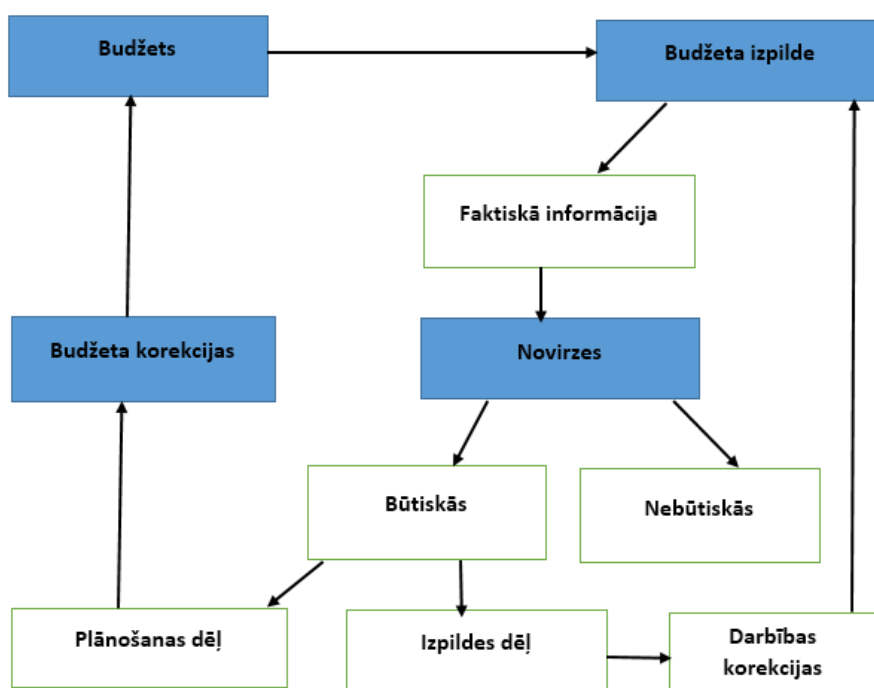 Budžets
Budžeta izpilde
Faktiskā informācija
Budžeta korekcijas
Novirzes
Būtiskās
Nebūtiskās
Plānošanas dēļ
Izpildes dēļ
Darbības
korekcijas